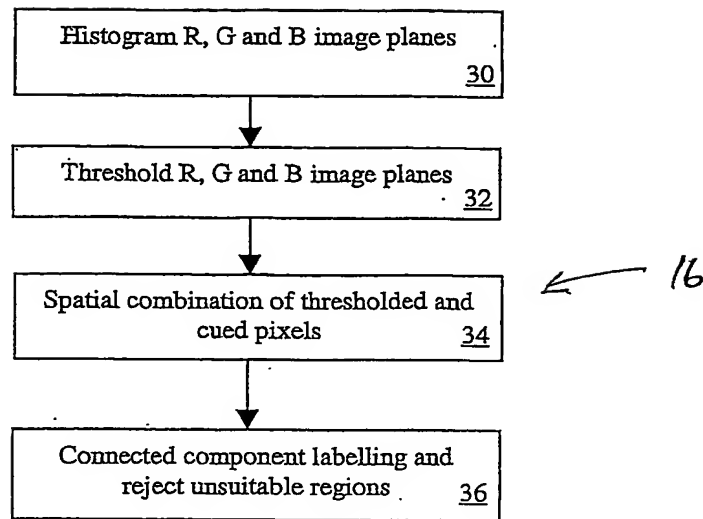 Histogram R, G and B image planes
30
Threshold R, G and B image planes
32
Spatial combination of thresholded and
cued pixels
34
16
Connected component labelling and
reject unsuitable regions
36